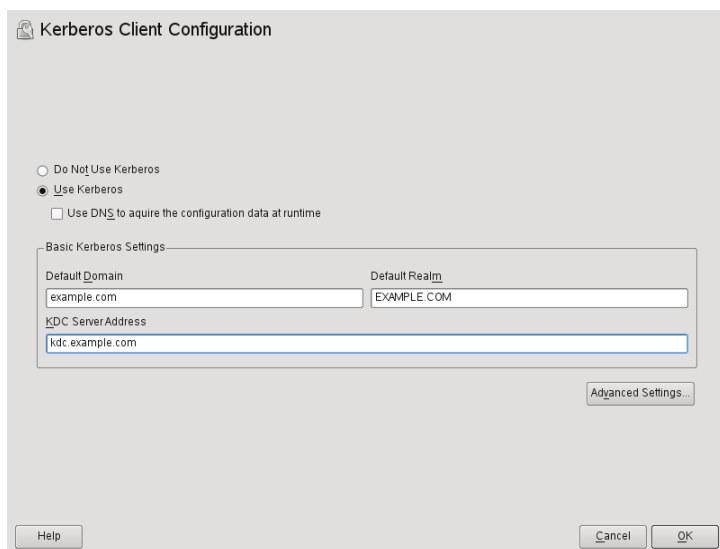 Kerberos Client Configuration
Do Not Use Kerberos
Use Kerberos
Use DNS to aquire the configuration data at runtime
Basic Kerberos Settings
Default Domain
Default Realm
example.com
EXAMPLE.COM
KDC Server Address
kdc.example.com
Advanced Settings...
Help
Cancel
OK